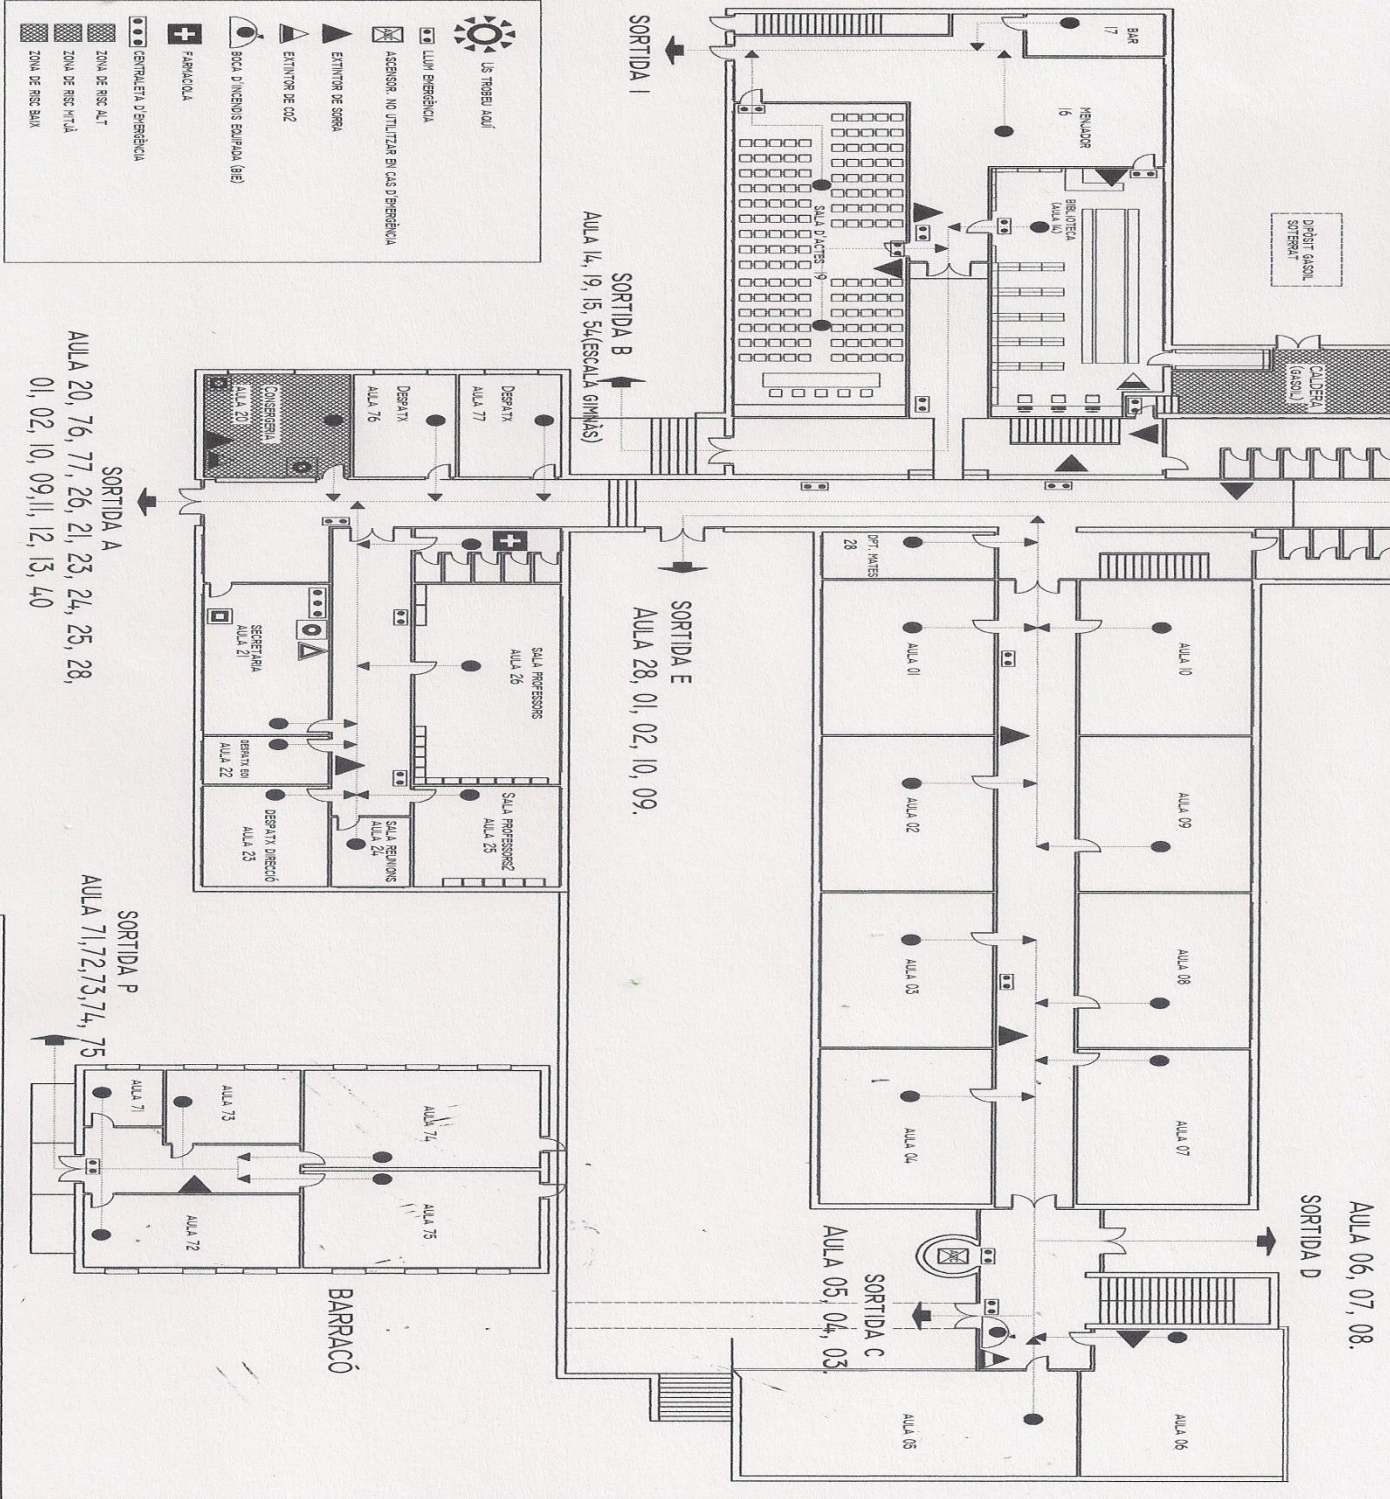 SORTIDA I
BAR
17
MENJADOR
16
BIBLIOTECA
(AULA 14)
SALA D'ACTES 19
DIPÒSIT GASOIL
SOTERRAT
CALDERA
(GASOIL)
US TROBEU AQUÍ
LLUM EMERGÈNCIA
ASCENSOR. NO UTILITZAR EN CAS D'EMERGÈNCIA
EXTINTOR DE SORRA
EXTINTOR DE CO2
BOCA D'INCENDIS EQUIPADA (BIE)
FARMACIOLA
CENTRALETA D'EMERGÈNCIA
ZONA DE RISC ALT
ZONA DE RISC MITJÀ
ZONA DE RISC BAIX
SORTIDA B
AULA 14, 19, 15, 54(ESCALA GIMNÀS)
DESPATX
AULA 77
DESPATX
AULA 76
CONSERGERIA
AULA 20
SORTIDA A
AULA 20, 76, 77, 26, 21, 23, 24, 25, 28,
01, 02, 10, 09,11, 12, 13, 40
SORTIDA E
AULA 28, 01, 02, 10, 09.
DPT. MATES
28
AULA 10
AULA 01
AULA 09
AULA 02
AULA 08
AULA 03
AULA 07
AULA 04
SALA PROFESSORS
AULA 26
SECRETARIA
AULA 21
DESPATX EOI
AULA 22
DESPATX DIRECCIÓ
AULA 23
SALA REUNIONS
AULA 24
SALA PROFESSORS2
AULA 25
SORTIDA P
AULA 71,72,73,74, 75
AULA 71
AULA 73
AULA 74
AULA 72
AULA 75
BARRACÓ
AULA 06, 07, 08.
SORTIDA D
SORTIDA C
AULA 05, 04, 03.
AULA 06
AULA 05